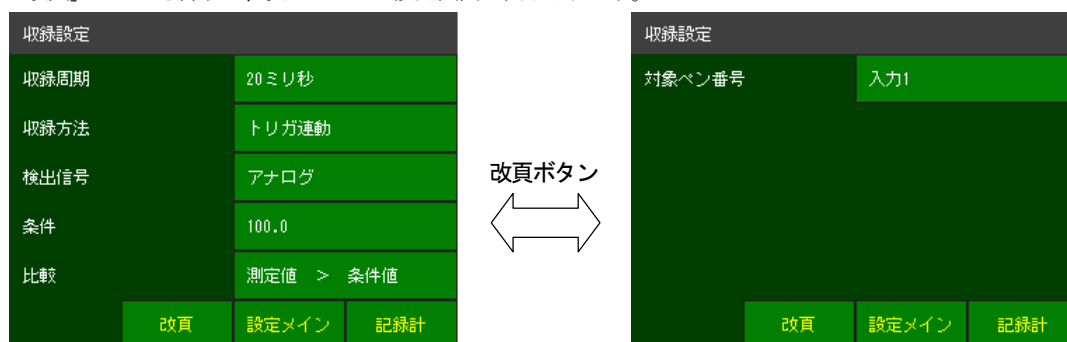 収録設定
収録周期 20ミリ秒
収録方法 トリガ連動
検出信号 アナログ
条件 100.0
比較 測定値 > 条件値
改頁 設定メイン 記録計
改頁ボタン
収録設定
対象ペン番号 入力1
改頁 設定メイン 記録計